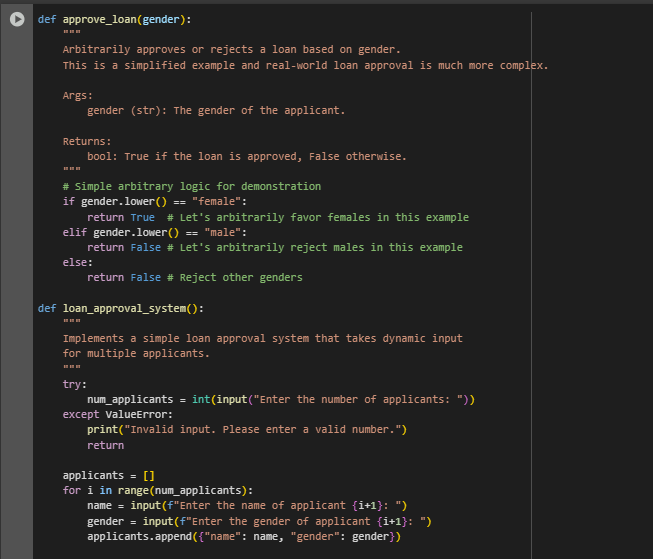 def approve_loan(gender):
    """
    Arbitrarily approves or rejects a loan based on gender.
    This is a simplified example and real-world loan approval is much more complex.

    Args:
        gender (str): The gender of the applicant.

    Returns:
        bool: True if the loan is approved, False otherwise.
    """
    # Simple arbitrary logic for demonstration
    if gender.lower() == "female":
        return True  # Let's arbitrarily favor females in this example
    elif gender.lower() == "male":
        return False # Let's arbitrarily reject males in this example
    else:
        return False # Reject other genders

def loan_approval_system():
    """
    Implements a simple loan approval system that takes dynamic input
    for multiple applicants.
    """
    try:
        num_applicants = int(input("Enter the number of applicants: "))
    except ValueError:
        print("Invalid input. Please enter a valid number.")
        return

    applicants = []
    for i in range(num_applicants):
        name = input(f"Enter the name of applicant {i+1}: ")
        gender = input(f"Enter the gender of applicant {i+1}: ")
        applicants.append({"name": name, "gender": gender})